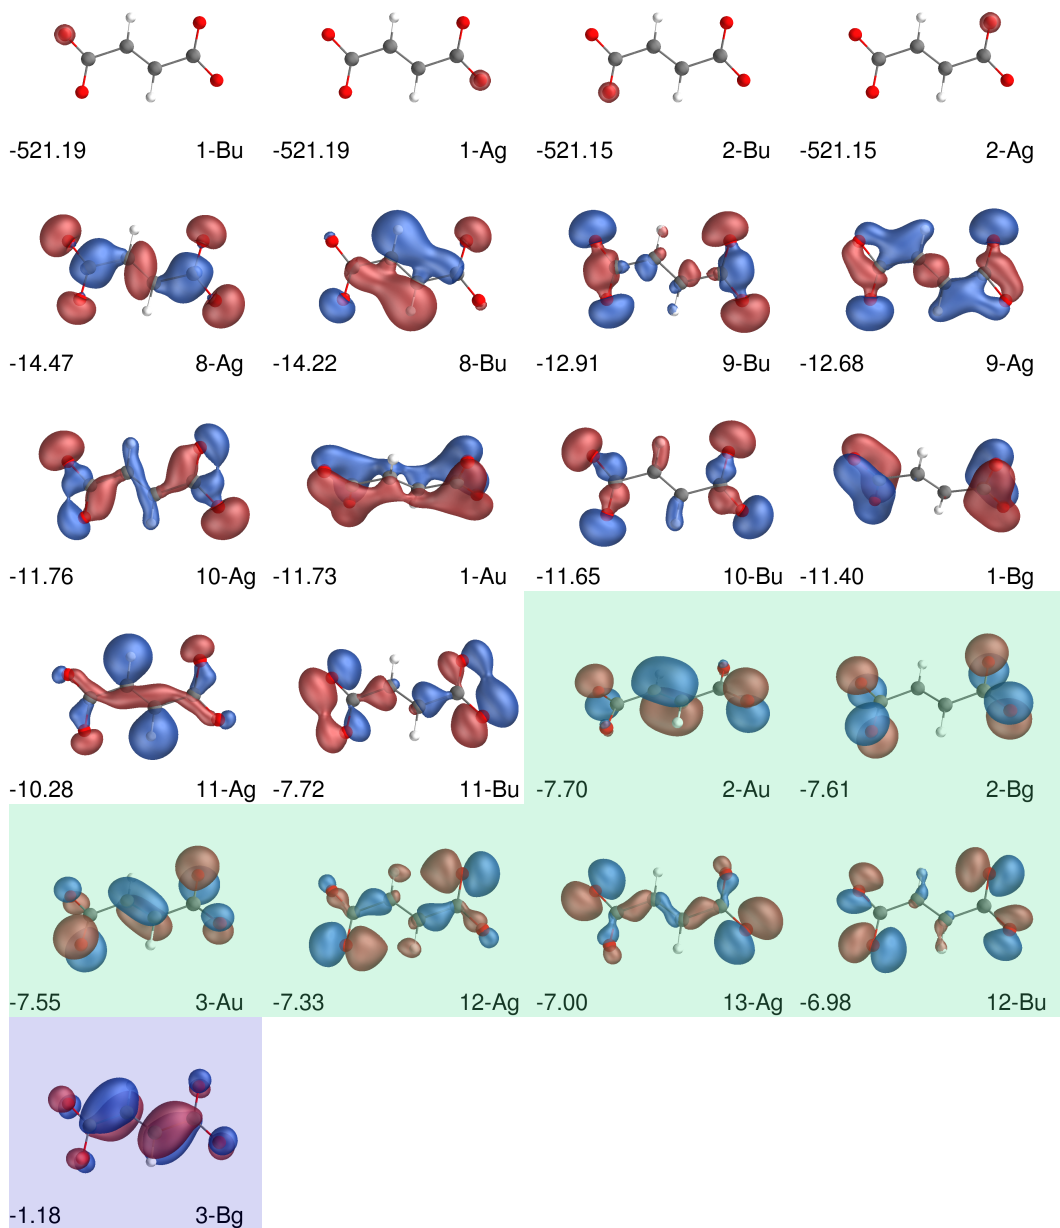 -521.19 1-Bu -521.19 1-Ag -521.15 2-Bu -521.15 2-Ag
-14.47 8-Ag -14.22 8-Bu -12.91 9-Bu -12.68 9-Ag
-11.76 10-Ag -11.73 1-Au -11.65 10-Bu -11.40 1-Bg
-10.28 11-Ag -7.72 11-Bu -7.70 2-Au -7.61 2-Bg
-7.55 3-Au -7.33 12-Ag -7.00 13-Ag -6.98 12-Bu
-1.18 3-Bg